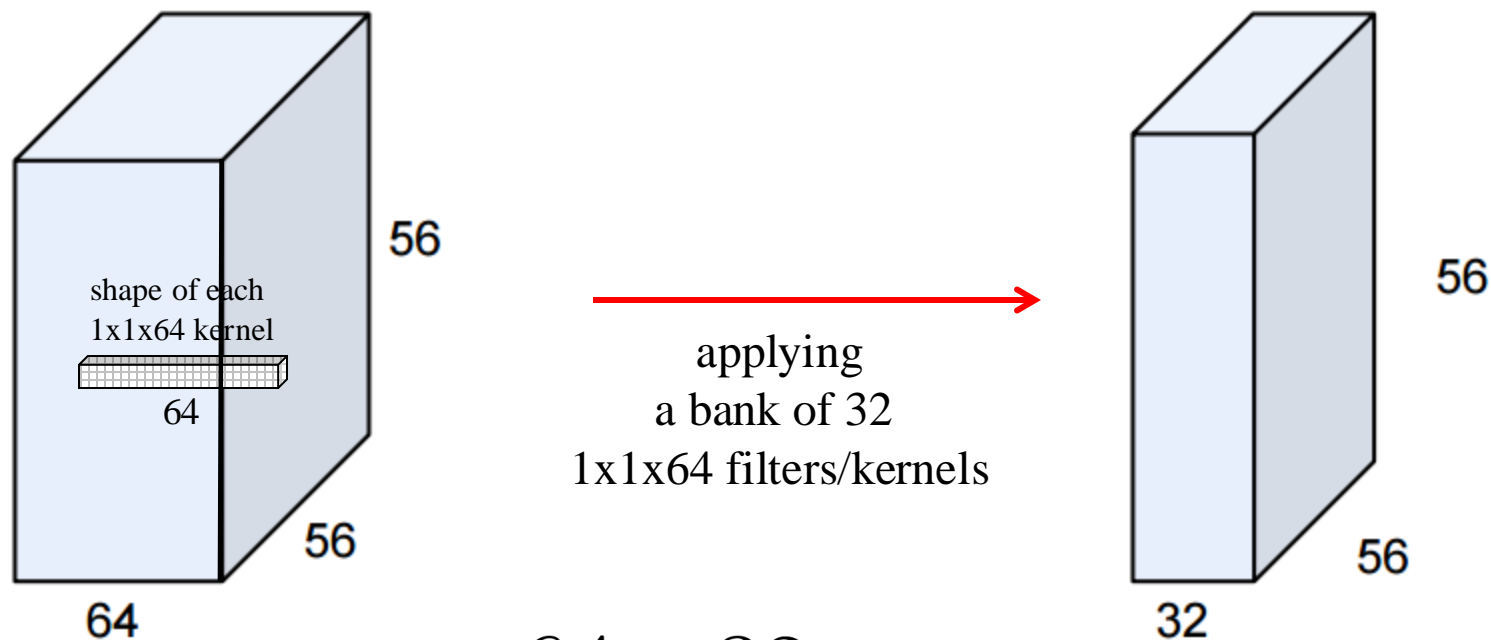 56
shape of each
1x1x64 kernel
64
56
64
applying
a bank of 32
1x1x64 filters/kernels
56
56
32